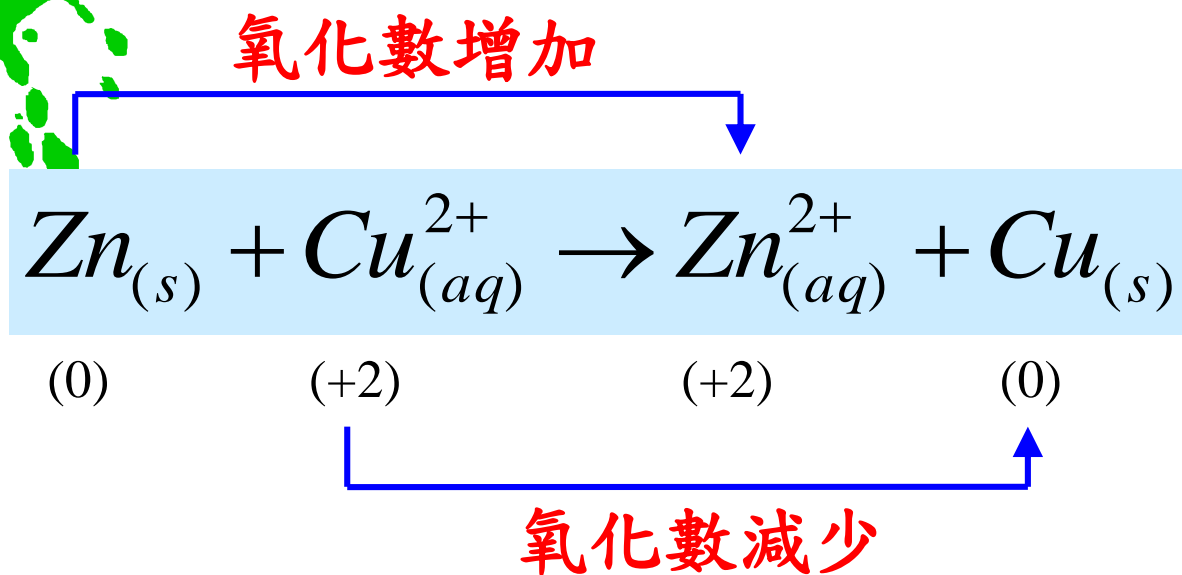 氧化數增加
Zn(s) + Cu²⁺(aq) → Zn²⁺(aq) + Cu(s)
(0) (+2) (+2) (0)
氧化數減少